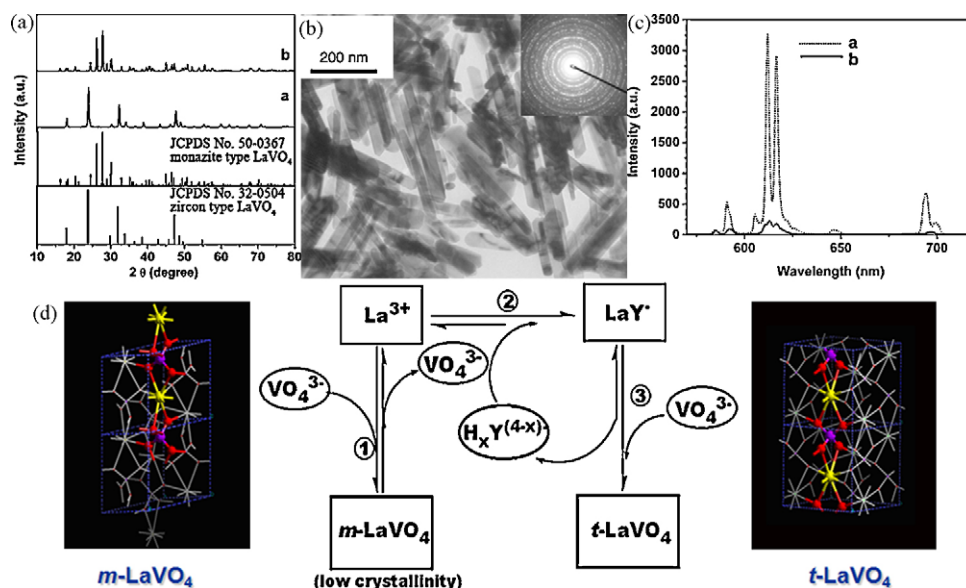 (a)
Intensity (a.u.)
b
a
JCPDS No. 50-0367
monazite type LaVO4
JCPDS No. 32-0504
zircon type LaVO4
10 20 30 40 50 60 70 80
2 θ (degree)
(b)
200 nm
(c)
Intensity (a.u.)
3500
3000
2500
2000
1500
1000
500
0
a
b
600 650 700
Wavelength (nm)
(d)
m-LaVO4
La3+
②
LaY-
VO43-
VO43-
①
HxY(4-x)-
③
VO43-
m-LaVO4
(low crystallinity)
t-LaVO4
t-LaVO4